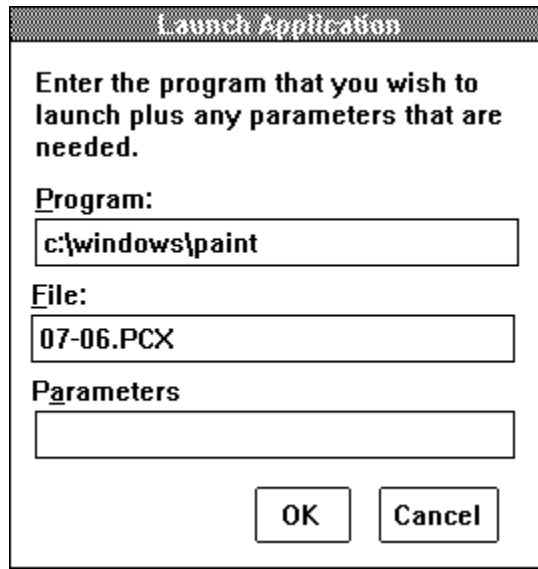 Launch Application
Enter the program that you wish to
launch plus any parameters that are
needed.
Program:
c:\windows\paint
File:
07-06.PCX
Parameters
OK Cancel